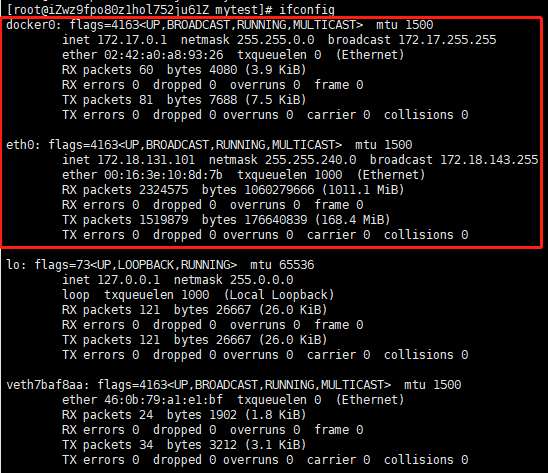 [root@iZwz9fpo80z1hol752ju61Z mytest]# ifconfig
docker0: flags=4163<UP,BROADCAST,RUNNING,MULTICAST>  mtu 1500
        inet 172.17.0.1  netmask 255.255.0.0  broadcast 172.17.255.255
        ether 02:42:a0:a8:93:26  txqueuelen 0  (Ethernet)
        RX packets 60  bytes 4080 (3.9 KiB)
        RX errors 0  dropped 0  overruns 0  frame 0
        TX packets 81  bytes 7688 (7.5 KiB)
        TX errors 0  dropped 0 overruns 0  carrier 0  collisions 0
eth0: flags=4163<UP,BROADCAST,RUNNING,MULTICAST>  mtu 1500
        inet 172.18.131.101  netmask 255.255.240.0  broadcast 172.18.143.255
        ether 00:16:3e:10:8d:7b  txqueuelen 1000  (Ethernet)
        RX packets 2324575  bytes 1060279666 (1011.1 MiB)
        RX errors 0  dropped 0  overruns 0  frame 0
        TX packets 1519879  bytes 176640839 (168.4 MiB)
        TX errors 0  dropped 0 overruns 0  carrier 0  collisions 0
lo: flags=73<UP,LOOPBACK,RUNNING>  mtu 65536
        inet 127.0.0.1  netmask 255.0.0.0
        loop  txqueuelen 1000  (Local Loopback)
        RX packets 121  bytes 26667 (26.0 KiB)
        RX errors 0  dropped 0  overruns 0  frame 0
        TX packets 121  bytes 26667 (26.0 KiB)
        TX errors 0  dropped 0 overruns 0  carrier 0  collisions 0
veth7baf8aa: flags=4163<UP,BROADCAST,RUNNING,MULTICAST>  mtu 1500
        ether 46:0b:79:a1:e1:bf  txqueuelen 0  (Ethernet)
        RX packets 24  bytes 1902 (1.8 KiB)
        RX errors 0  dropped 0  overruns 0  frame 0
        TX packets 34  bytes 3212 (3.1 KiB)
        TX errors 0  dropped 0 overruns 0  carrier 0  collisions 0